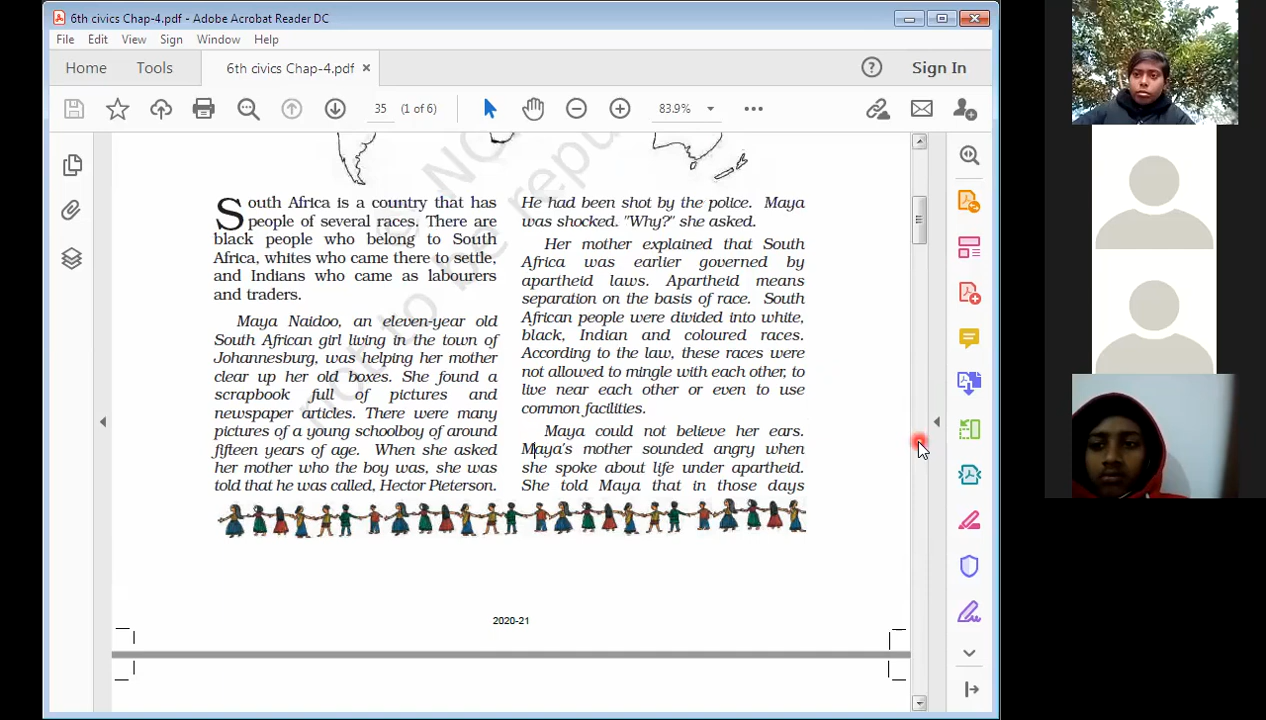 6th civics Chap-4.pdf - Adobe Acrobat Reader DC
File Edit View Sign Window Help
Home Tools 6th civics Chap-4.pdf × Sign In
35 (1 of 6) 83.9%
South Africa is a country that has
people of several races. There are
black people who belong to South
Africa, whites who came there to settle,
and Indians who came as labourers
and traders.
Maya Naidoo, an eleven-year old
South African girl living in the town of
Johannesburg, was helping her mother
clear up her old boxes. She found a
scrapbook full of pictures and
newspaper articles. There were many
pictures of a young schoolboy of around
fifteen years of age. When she asked
her mother who the boy was, she was
told that he was called, Hector Pieterson.
He had been shot by the police. Maya
was shocked. "Why?" she asked.
Her mother explained that South
Africa was earlier governed by
apartheid laws. Apartheid means
separation on the basis of race. South
African people were divided into white,
black, Indian and coloured races.
According to the law, these races were
not allowed to mingle with each other, to
live near each other or even to use
common facilities.
Maya could not believe her ears.
Maya's mother sounded angry when
she spoke about life under apartheid.
She told Maya that in those days
not to be repu
2020-21